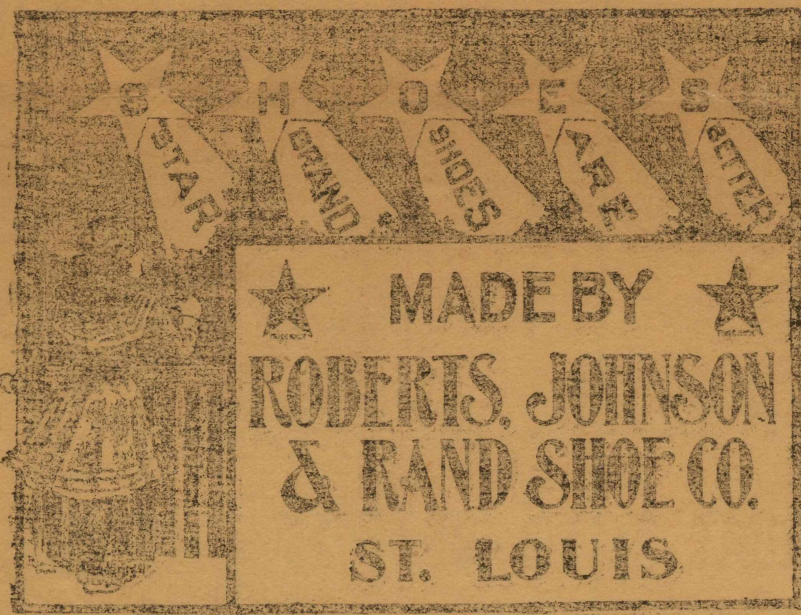 S H O E S
STAR BRAND SHOES ARE BETTER
MADE BY
ROBERTS, JOHNSON
& RAND SHOE CO.
ST. LOUIS